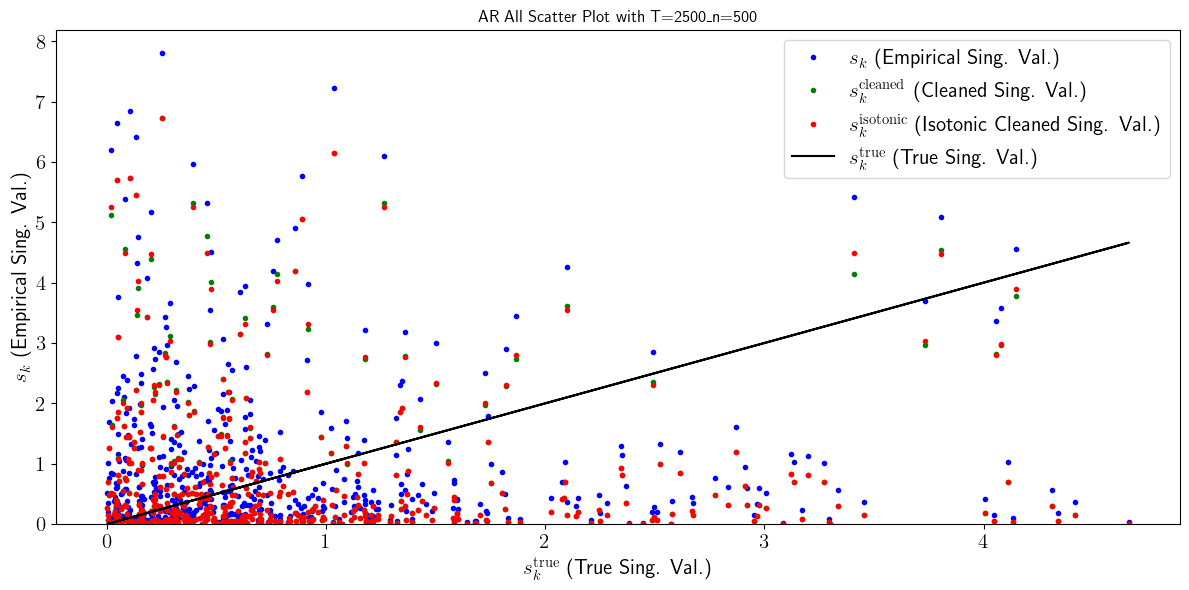 AR All Scatter Plot with T=2500_n=500
s_k (Empirical Sing. Val.)
s_k^cleaned (Cleaned Sing. Val.)
s_k^isotonic (Isotonic Cleaned Sing. Val.)
s_k^true (True Sing. Val.)
s_k (Empirical Sing. Val.)
8
7
6
5
4
3
2
1
0
0 1 2 3 4
s_k^true (True Sing. Val.)